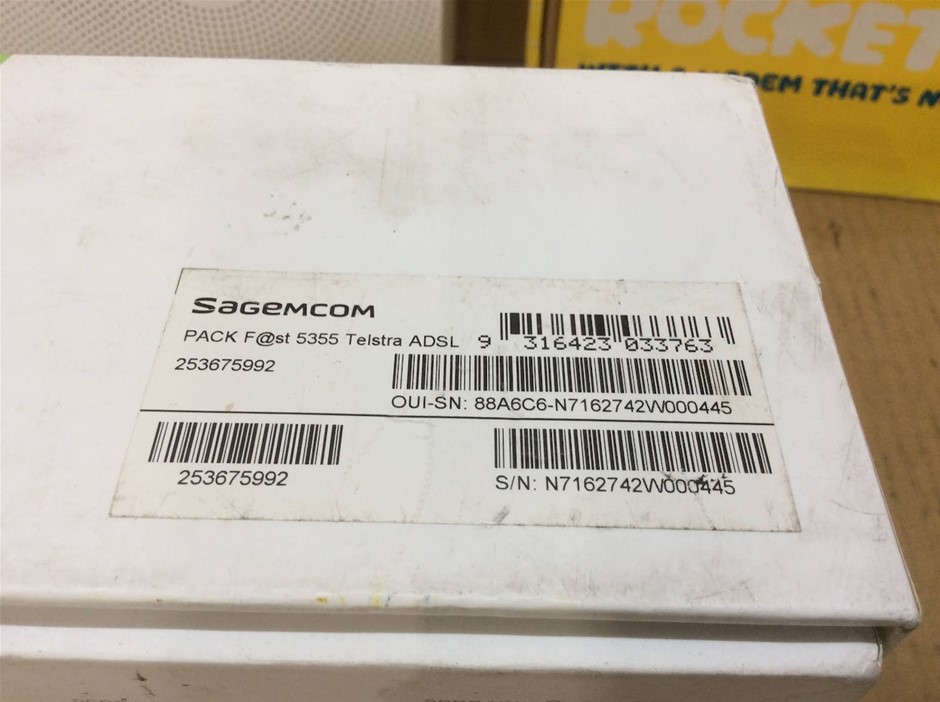 ROCKET
MODEM THAT'S N
SAGEMCOM
PACK F@st 5355 Telstra ADSL
9 316423 033763
253675992
OUI-SN: 88A6C6-N7162742W000445
253675992
S/N: N7162742W000445